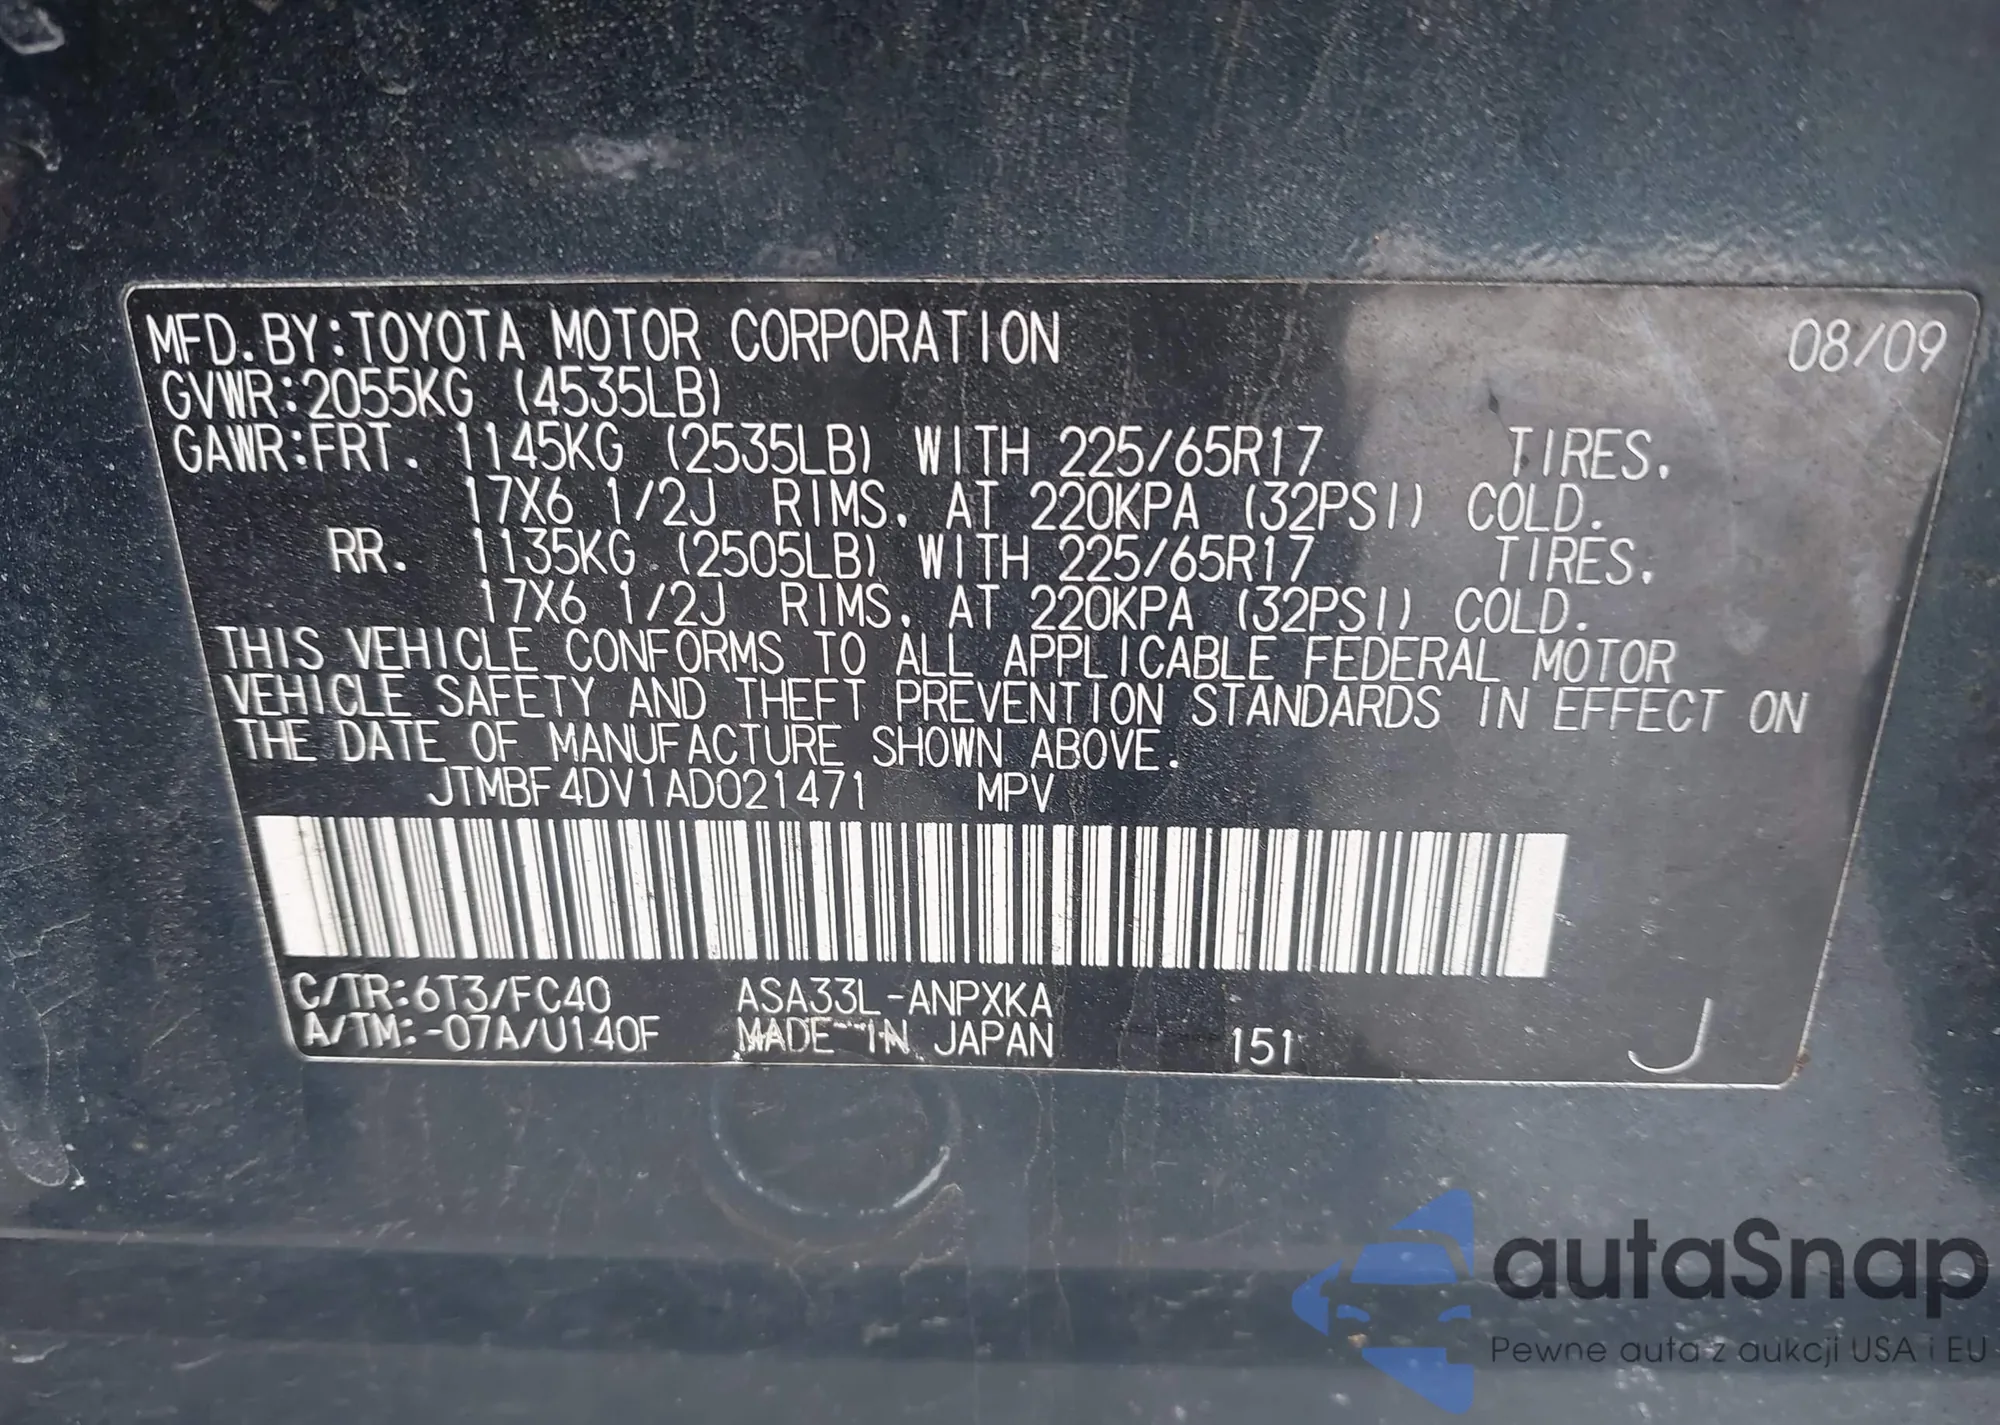 MFD.BY:TOYOTA MOTOR CORPORATION 08/09
GVWR:2055KG (4535LB)
GAWR:FRT. 1145KG (2535LB) WITH 225/65R17 TIRES.
17X6 1/2J RIMS. AT 220KPA (32PSI) COLD.
RR. 1135KG (2505LB) WITH 225/65R17 TIRES.
17X6 1/2J RIMS. AT 220KPA (32PSI) COLD.
THIS VEHICLE CONFORMS TO ALL APPLICABLE FEDERAL MOTOR
VEHICLE SAFETY AND THEFT PREVENTION STANDARDS IN EFFECT ON
THE DATE OF MANUFACTURE SHOWN ABOVE.
JTMBF4DV1AD021471 MPV
C/TR:6T3/FC40 ASA33L-ANPXKA
A/TM:-07A/U140F MADE IN JAPAN 151 J
autaSnap
Pewne auta z aukcji USA i EU